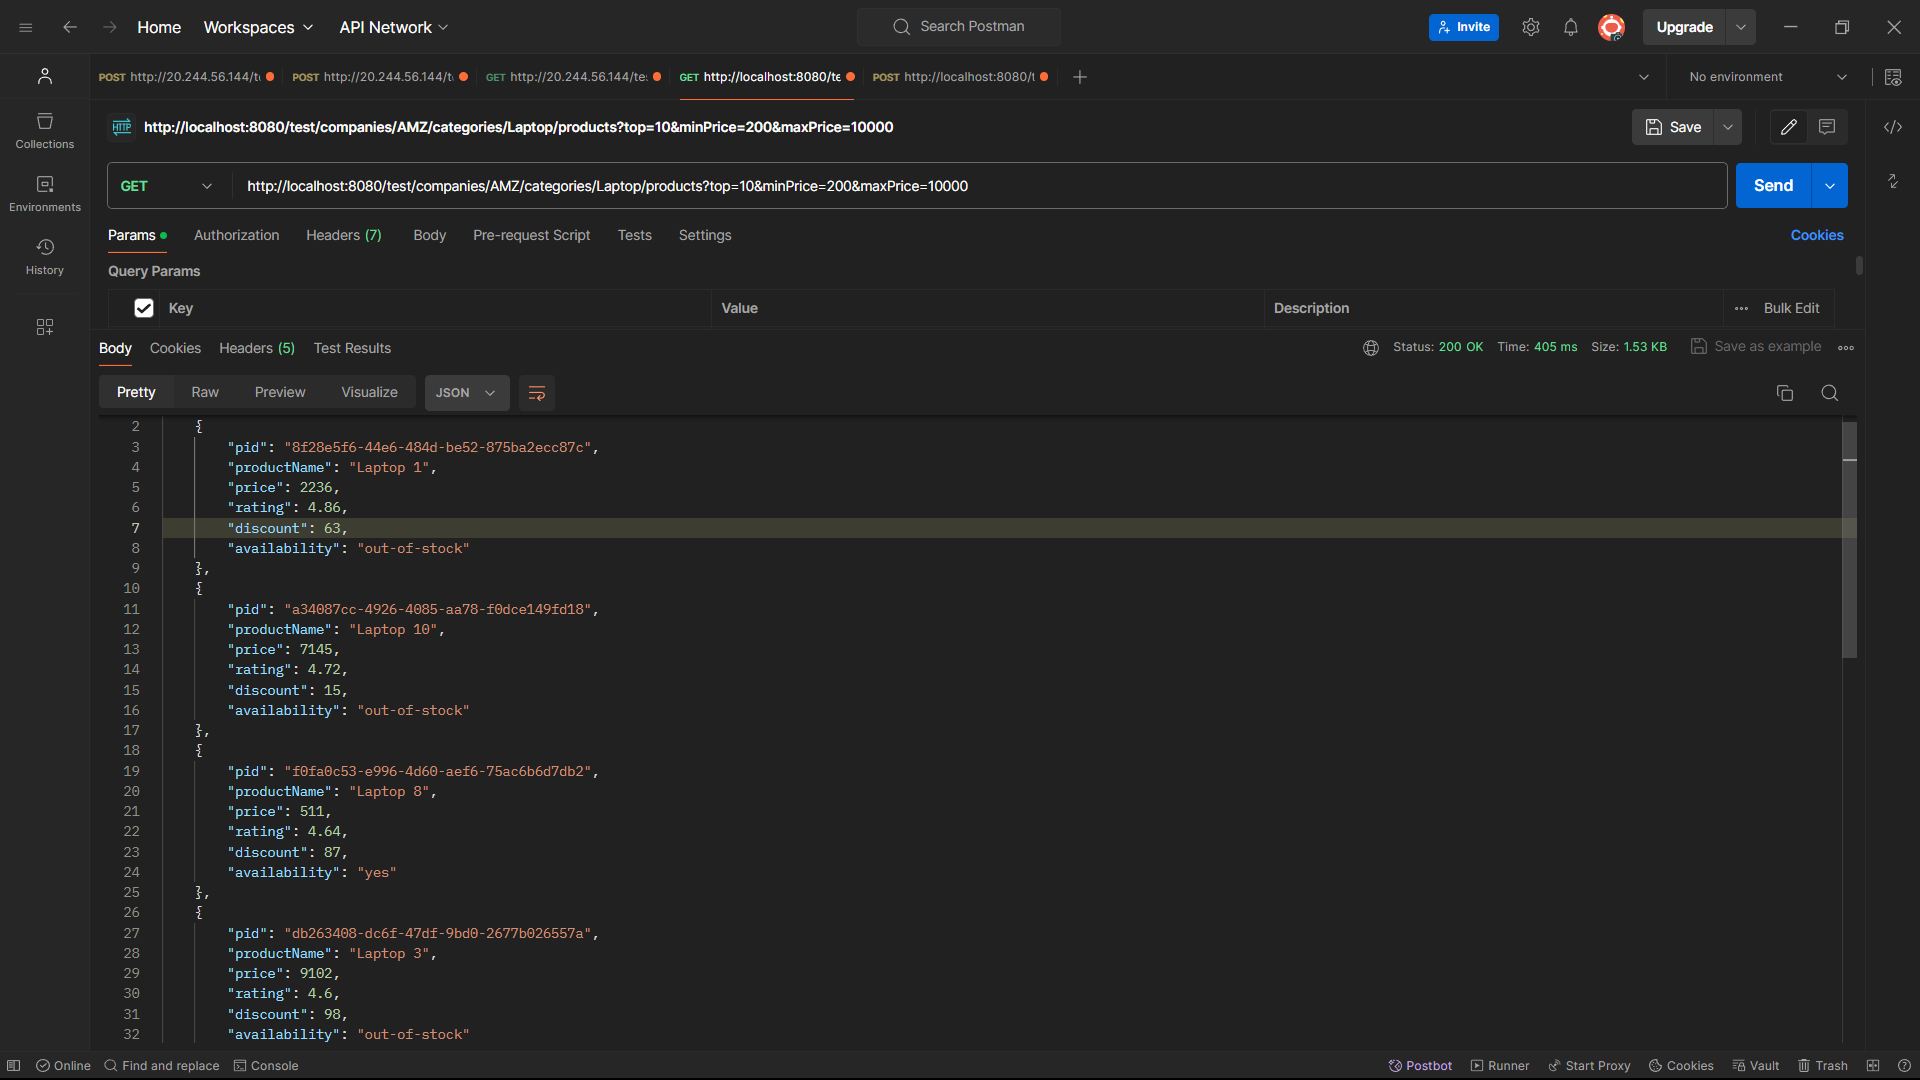 Home Workspaces API Network Search Postman Invite Upgrade
POST http://20.244.56.144/t POST http://20.244.56.144/t GET http://20.244.56.144/te: GET http://localhost:8080/te POST http://localhost:8080/t No environment
HTTP http://localhost:8080/test/companies/AMZ/categories/Laptop/products?top=10&minPrice=200&maxPrice=10000 Save
Collections
GET http://localhost:8080/test/companies/AMZ/categories/Laptop/products?top=10&minPrice=200&maxPrice=10000 Send
Environments
Params Authorization Headers (7) Body Pre-request Script Tests Settings Cookies
History
Query Params
Key Value Description Bulk Edit
Body Cookies Headers (5) Test Results Status: 200 OK Time: 405 ms Size: 1.53 KB Save as example
Pretty Raw Preview Visualize JSON
2 {
3 "pid": "8f28e5f6-44e6-484d-be52-875ba2ecc87c",
4 "productName": "Laptop 1",
5 "price": 2236,
6 "rating": 4.86,
7 "discount": 63,
8 "availability": "out-of-stock"
9 },
10 {
11 "pid": "a34087cc-4926-4085-aa78-f0dce149fd18",
12 "productName": "Laptop 10",
13 "price": 7145,
14 "rating": 4.72,
15 "discount": 15,
16 "availability": "out-of-stock"
17 },
18 {
19 "pid": "f0fa0c53-e996-4d60-aef6-75ac6b6d7db2",
20 "productName": "Laptop 8",
21 "price": 511,
22 "rating": 4.64,
23 "discount": 87,
24 "availability": "yes"
25 },
26 {
27 "pid": "db263408-dc6f-47df-9bd0-2677b026557a",
28 "productName": "Laptop 3",
29 "price": 9102,
30 "rating": 4.6,
31 "discount": 98,
32 "availability": "out-of-stock"
Online Find and replace Console Postbot Runner Start Proxy Cookies Vault Trash